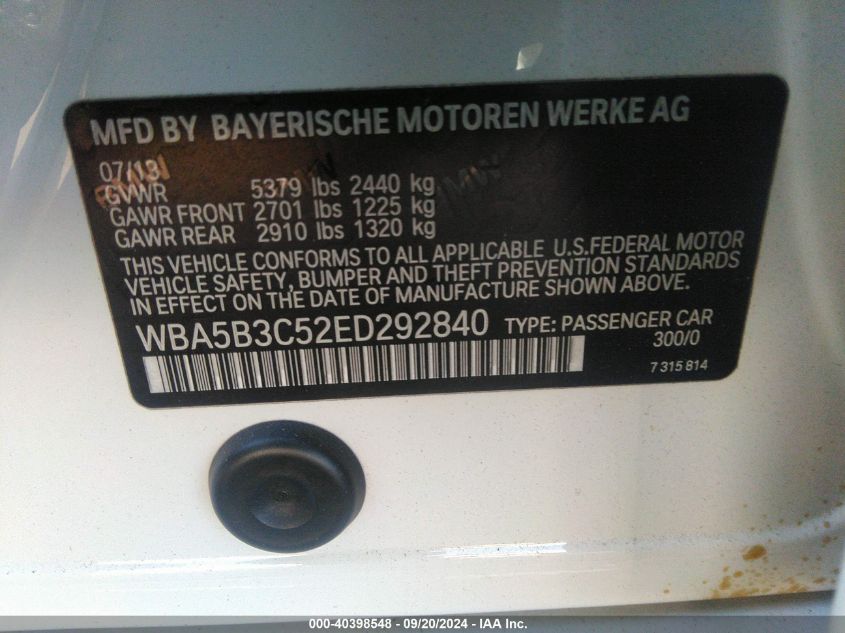 MFD BY BAYERISCHE MOTOREN WERKE AG
07/13
GVWR 5379 lbs 2440 kg
GAWR FRONT 2701 lbs 1225 kg
GAWR REAR 2910 lbs 1320 kg
THIS VEHICLE CONFORMS TO ALL APPLICABLE U.S.FEDERAL MOTOR
VEHICLE SAFETY, BUMPER AND THEFT PREVENTION STANDARDS
IN EFFECT ON THE DATE OF MANUFACTURE SHOWN ABOVE.
WBA5B3C52ED292840 TYPE: PASSENGER CAR
300/0
7 315 814
000-40398548 - 09/20/2024 - IAA Inc.